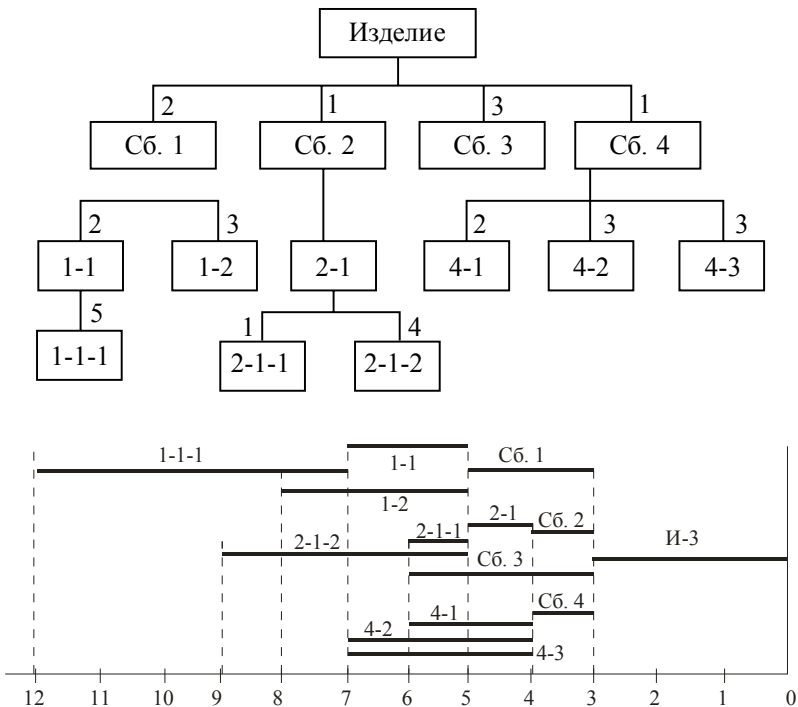 Изделие
2 1 3 1
Сб. 1 Сб. 2 Сб. 3 Сб. 4
2 3 2 3 3
1-1 1-2 2-1 4-1 4-2 4-3
5 1 4
1-1-1 2-1-1 2-1-2
1-1-1 1-1 Сб. 1
1-2
2-1 Сб. 2
2-1-2 2-1-1 И-3
Сб. 3
Сб. 4
4-1
4-2
4-3
12 11 10 9 8 7 6 5 4 3 2 1 0